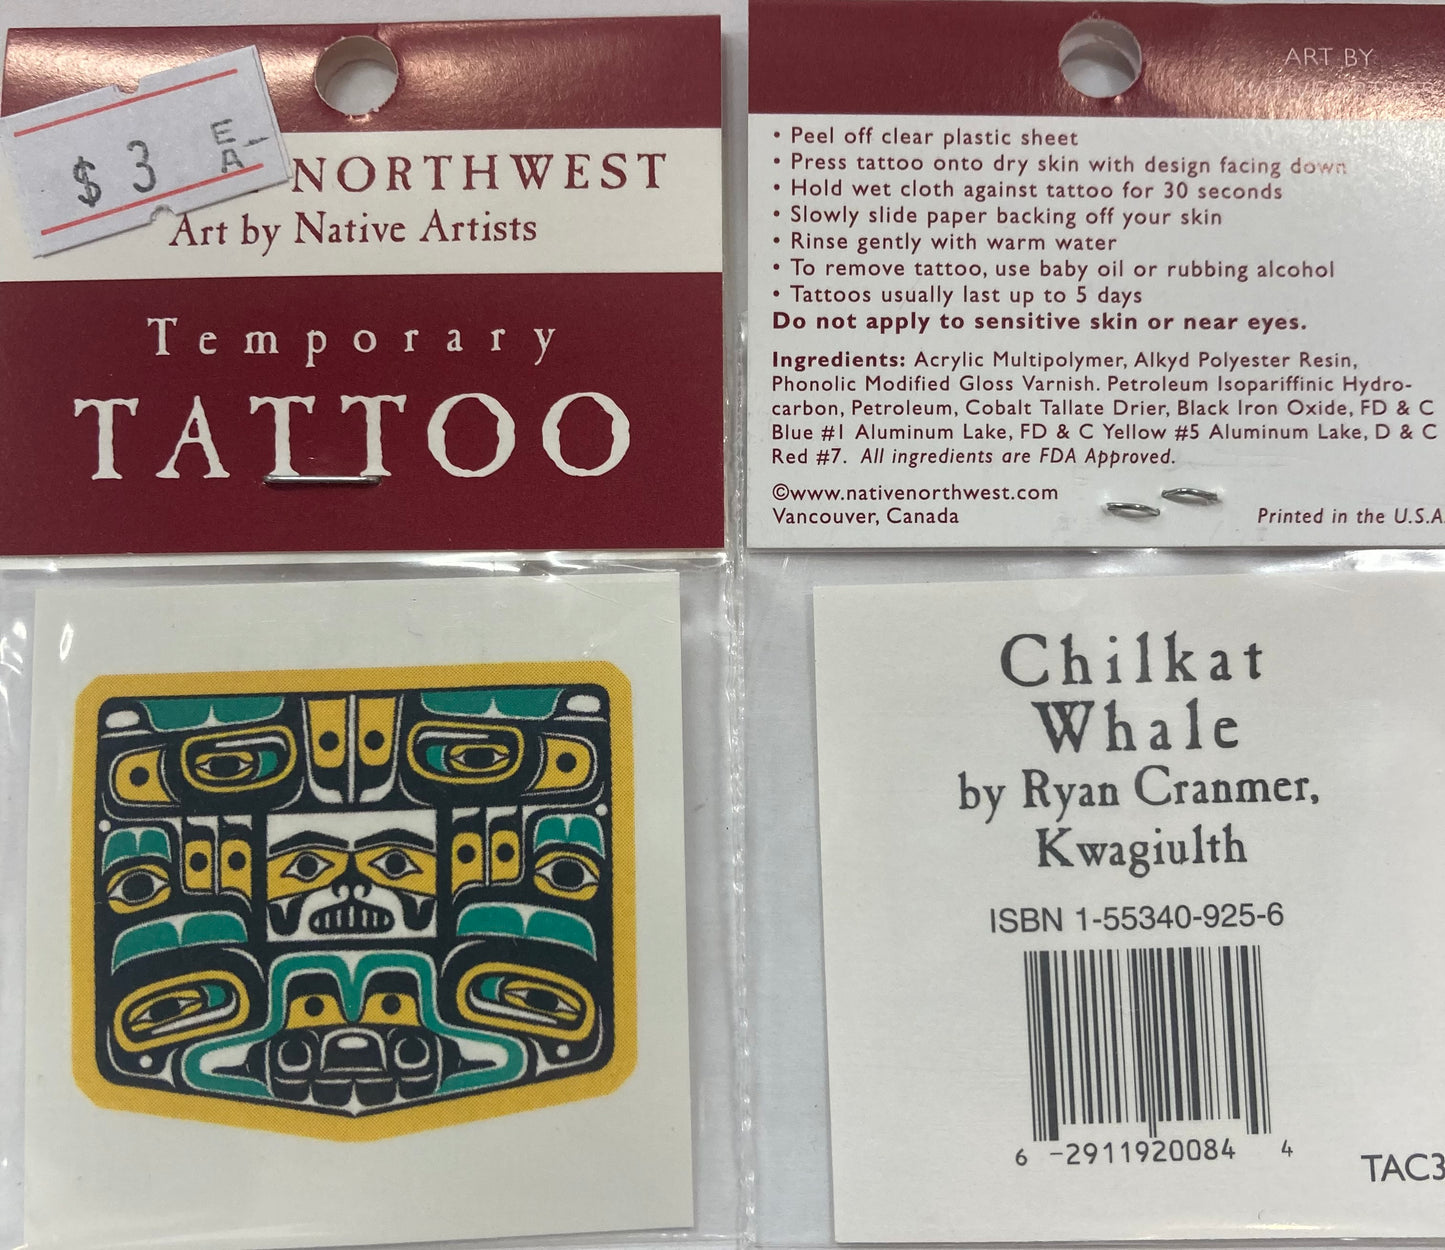 $ 3 EA-
NORTHWEST
Art by Native Artists
Temporary
TATTOO
ART BY
• Peel off clear plastic sheet
• Press tattoo onto dry skin with design facing down
• Hold wet cloth against tattoo for 30 seconds
• Slowly slide paper backing off your skin
• Rinse gently with warm water
• To remove tattoo, use baby oil or rubbing alcohol
• Tattoos usually last up to 5 days
Do not apply to sensitive skin or near eyes.
Ingredients: Acrylic Multipolymer, Alkyd Polyester Resin,
Phonolic Modified Gloss Varnish. Petroleum Isopariffinic Hydro-
carbon, Petroleum, Cobalt Tallate Drier, Black Iron Oxide, FD & C
Blue #1 Aluminum Lake, FD & C Yellow #5 Aluminum Lake, D & C
Red #7. All ingredients are FDA Approved.
©www.nativenorthwest.com
Vancouver, Canada
Printed in the U.S.A.
Chilkat
Whale
by Ryan Cranmer,
Kwagiulth
ISBN 1-55340-925-6
6 -2911920084 4
TAC3